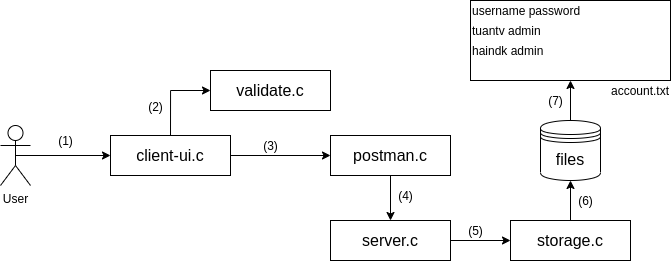 username password
tuantv admin
haindk admin
account.txt
(7)
validate.c
(2)
(1)
client-ui.c
(3)
postman.c
files
User
(4)
(6)
server.c
(5)
storage.c